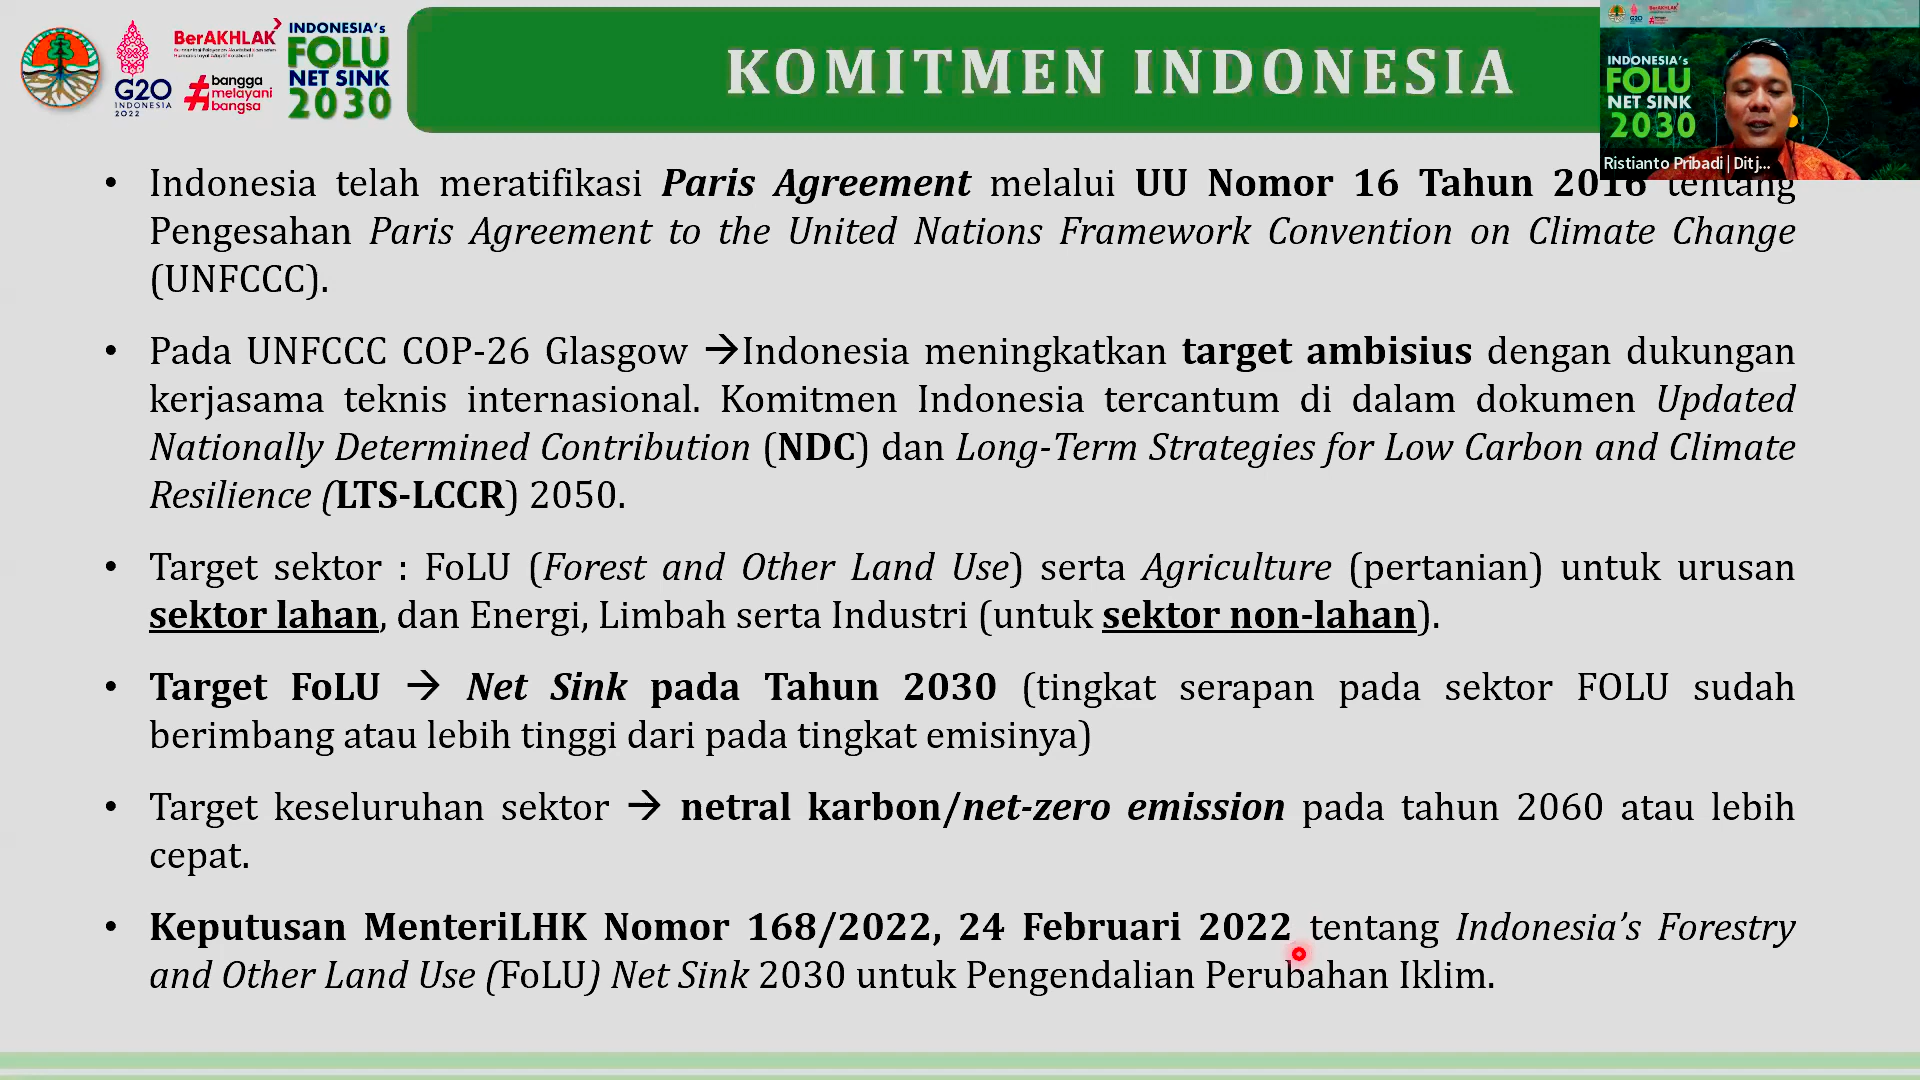 BerAKHLAK
G20
INDONESIA
2022
#bangga
melayani
bangsa
INDONESIA's
FOLU
NET SINK
2030
KOMITMEN INDONESIA
INDONESIA's
FOLU
NET SINK
2030
Ristianto Pribadi | Ditj...
• Indonesia telah meratifikasi Paris Agreement melalui UU Nomor 16 Tahun 2016 tentang
Pengesahan Paris Agreement to the United Nations Framework Convention on Climate Change
(UNFCCC).
• Pada UNFCCC COP-26 Glasgow →Indonesia meningkatkan target ambisius dengan dukungan
kerjasama teknis internasional. Komitmen Indonesia tercantum di dalam dokumen Updated
Nationally Determined Contribution (NDC) dan Long-Term Strategies for Low Carbon and Climate
Resilience (LTS-LCCR) 2050.
• Target sektor : FoLU (Forest and Other Land Use) serta Agriculture (pertanian) untuk urusan
sektor lahan, dan Energi, Limbah serta Industri (untuk sektor non-lahan).
• Target FoLU → Net Sink pada Tahun 2030 (tingkat serapan pada sektor FOLU sudah
berimbang atau lebih tinggi dari pada tingkat emisinya)
• Target keseluruhan sektor → netral karbon/net-zero emission pada tahun 2060 atau lebih
cepat.
• Keputusan MenteriLHK Nomor 168/2022, 24 Februari 2022 tentang Indonesia's Forestry
and Other Land Use (FoLU) Net Sink 2030 untuk Pengendalian Perubahan Iklim.